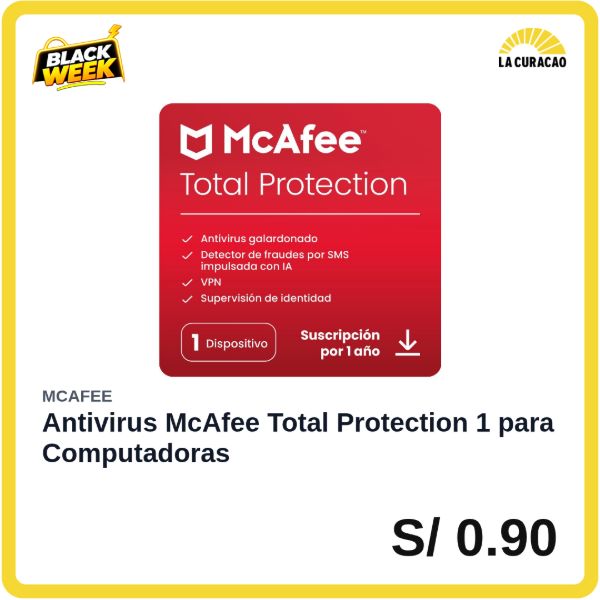 BLACK
WEEK
LA CURACAO
McAfee™
Total Protection
Antivirus galardonado
Detector de fraudes por SMS
impulsada con IA
VPN
Supervisión de identidad
1 Dispositivo
Suscripción
por 1 año
MCAFEE
Antivirus McAfee Total Protection 1 para
Computadoras
S/ 0.90